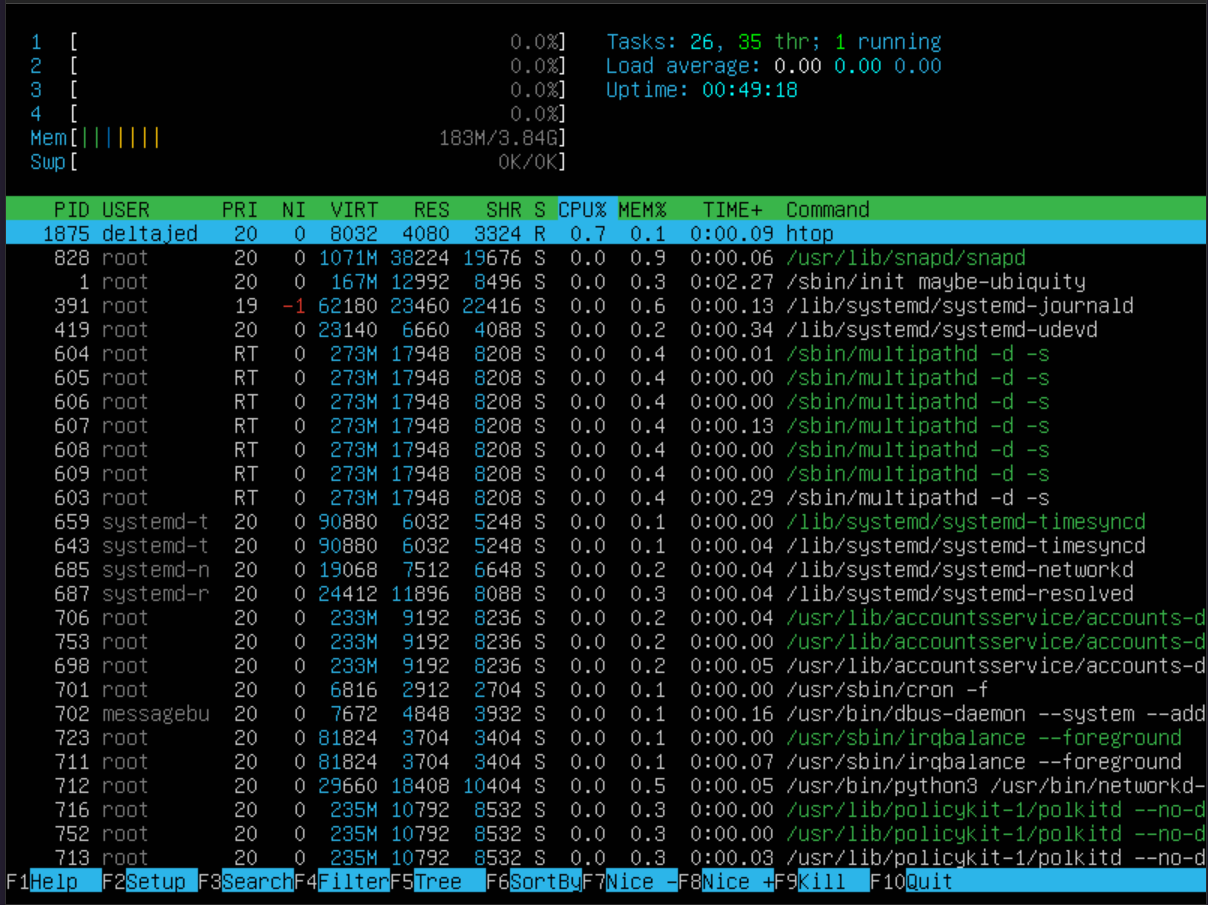 1 [ 0.0%] Tasks: 26, 35 thr; 1 running
2 [ 0.0%] Load average: 0.00 0.00 0.00
3 [ 0.0%] Uptime: 00:49:18
4 [ 0.0%]
Mem[||||||| 183M/3.84G]
Swp[ 0K/0K]
PID USER PRI NI VIRT RES SHR S CPU% MEM% TIME+ Command
1875 deltajed 20 0 8032 4080 3324 R 0.7 0.1 0:00.09 htop
828 root 20 0 1071M 38224 19676 S 0.0 0.9 0:00.06 /usr/lib/snapd/snapd
1 root 20 0 167M 12992 8496 S 0.0 0.3 0:02.27 /sbin/init maybe-ubiquity
391 root 19 -1 62180 23460 22416 S 0.0 0.6 0:00.13 /lib/systemd/systemd-journald
419 root 20 0 23140 6660 4088 S 0.0 0.2 0:00.34 /lib/systemd/systemd-udevd
604 root RT 0 273M 17948 8208 S 0.0 0.4 0:00.01 /sbin/multipathd -d -s
605 root RT 0 273M 17948 8208 S 0.0 0.4 0:00.00 /sbin/multipathd -d -s
606 root RT 0 273M 17948 8208 S 0.0 0.4 0:00.00 /sbin/multipathd -d -s
607 root RT 0 273M 17948 8208 S 0.0 0.4 0:00.13 /sbin/multipathd -d -s
608 root RT 0 273M 17948 8208 S 0.0 0.4 0:00.00 /sbin/multipathd -d -s
609 root RT 0 273M 17948 8208 S 0.0 0.4 0:00.00 /sbin/multipathd -d -s
603 root RT 0 273M 17948 8208 S 0.0 0.4 0:00.29 /sbin/multipathd -d -s
659 systemd-t 20 0 90880 6032 5248 S 0.0 0.1 0:00.00 /lib/systemd/systemd-timesyncd
643 systemd-t 20 0 90880 6032 5248 S 0.0 0.1 0:00.04 /lib/systemd/systemd-timesyncd
685 systemd-n 20 0 19068 7512 6648 S 0.0 0.2 0:00.04 /lib/systemd/systemd-networkd
687 systemd-r 20 0 24412 11896 8088 S 0.0 0.3 0:00.04 /lib/systemd/systemd-resolved
706 root 20 0 233M 9192 8236 S 0.0 0.2 0:00.04 /usr/lib/accountsservice/accounts-d
753 root 20 0 233M 9192 8236 S 0.0 0.2 0:00.00 /usr/lib/accountsservice/accounts-d
698 root 20 0 233M 9192 8236 S 0.0 0.2 0:00.05 /usr/lib/accountsservice/accounts-d
701 root 20 0 6816 2912 2704 S 0.0 0.1 0:00.00 /usr/sbin/cron -f
702 messagebu 20 0 7672 4848 3932 S 0.0 0.1 0:00.16 /usr/bin/dbus-daemon --system --add
723 root 20 0 81824 3704 3404 S 0.0 0.1 0:00.00 /usr/sbin/irqbalance --foreground
711 root 20 0 81824 3704 3404 S 0.0 0.1 0:00.07 /usr/sbin/irqbalance --foreground
712 root 20 0 29660 18408 10404 S 0.0 0.5 0:00.05 /usr/bin/python3 /usr/bin/networkd-
716 root 20 0 235M 10792 8532 S 0.0 0.3 0:00.00 /usr/lib/policykit-1/polkitd --no-d
752 root 20 0 235M 10792 8532 S 0.0 0.3 0:00.00 /usr/lib/policykit-1/polkitd --no-d
713 root 20 0 235M 10792 8532 S 0.0 0.3 0:00.03 /usr/lib/policykit-1/polkitd --no-d
F1Help F2Setup F3SearchF4FilterF5Tree F6SortByF7Nice -F8Nice +F9Kill F10Quit